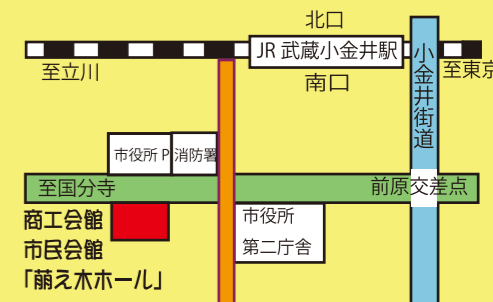 北口
JR 武蔵小金井駅
南口
至立川
至東京
小金井街道
市役所 P
消防署
至国分寺
前原交差点
商工会館
市民会館
「萌え木ホール」
市役所
第二庁舎